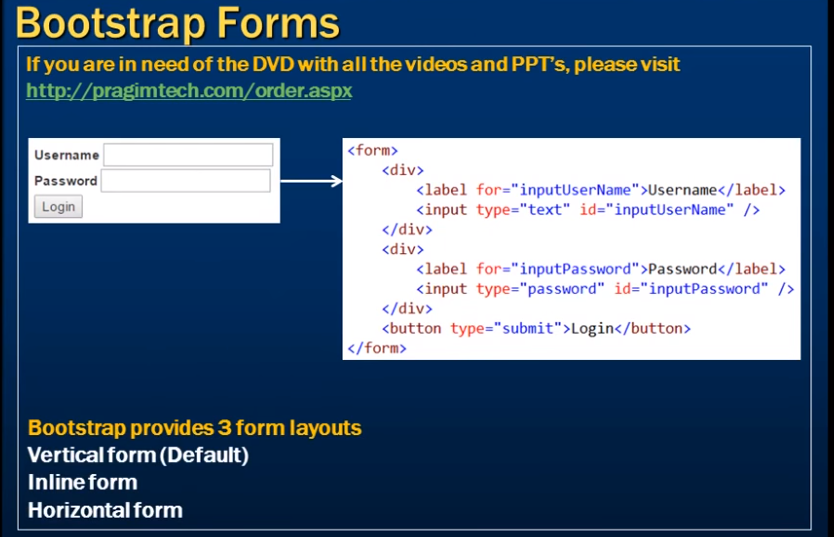 Bootstrap Forms
If you are in need of the DVD with all the videos and PPT's, please visit
http://pragimtech.com/order.aspx
Username
Password
Login
<form>
    <div>
        <label for="inputUserName">Username</label>
        <input type="text" id="inputUserName" />
    </div>
    <div>
        <label for="inputPassword">Password</label>
        <input type="password" id="inputPassword" />
    </div>
    <button type="submit">Login</button>
</form>
Bootstrap provides 3 form layouts
Vertical form (Default)
Inline form
Horizontal form